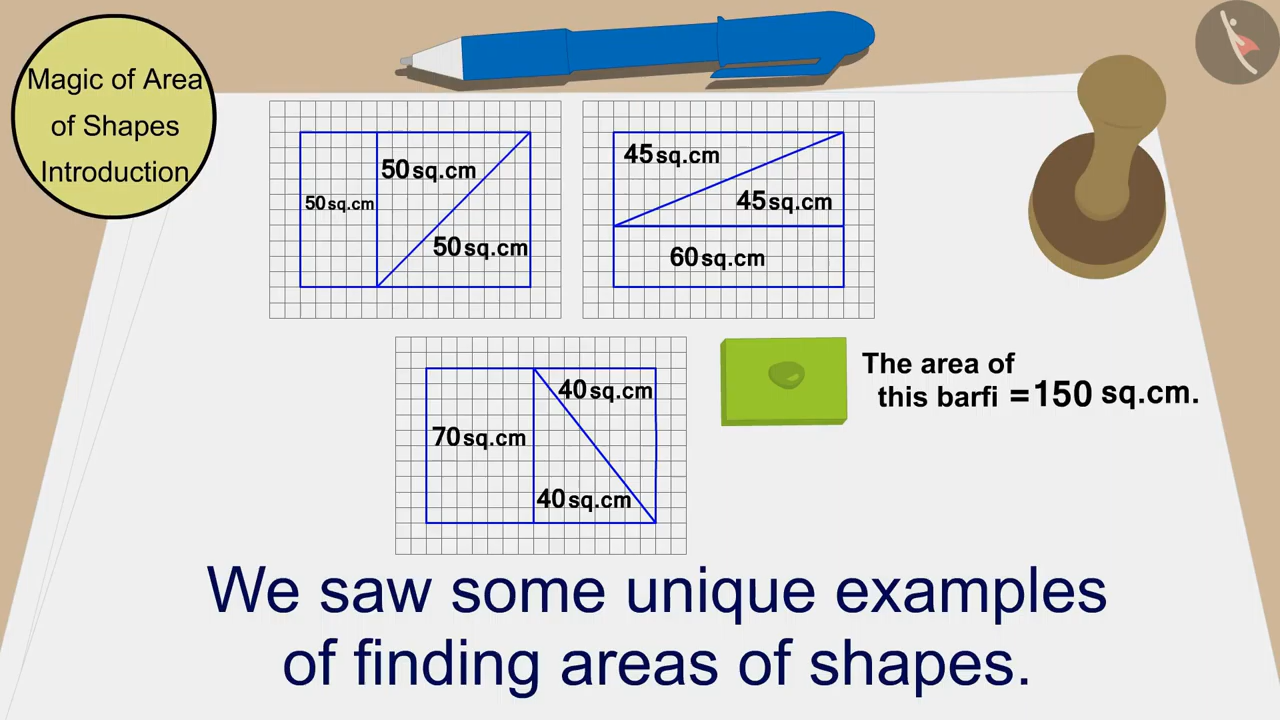 Magic of Area
of Shapes
Introduction
50 sq.cm
50 sq.cm
50 sq.cm
45 sq.cm
45 sq.cm
60 sq.cm
70 sq.cm
40 sq.cm
40 sq.cm
The area of
this barfi =150 sq.cm.
We saw some unique examples
of finding areas of shapes.